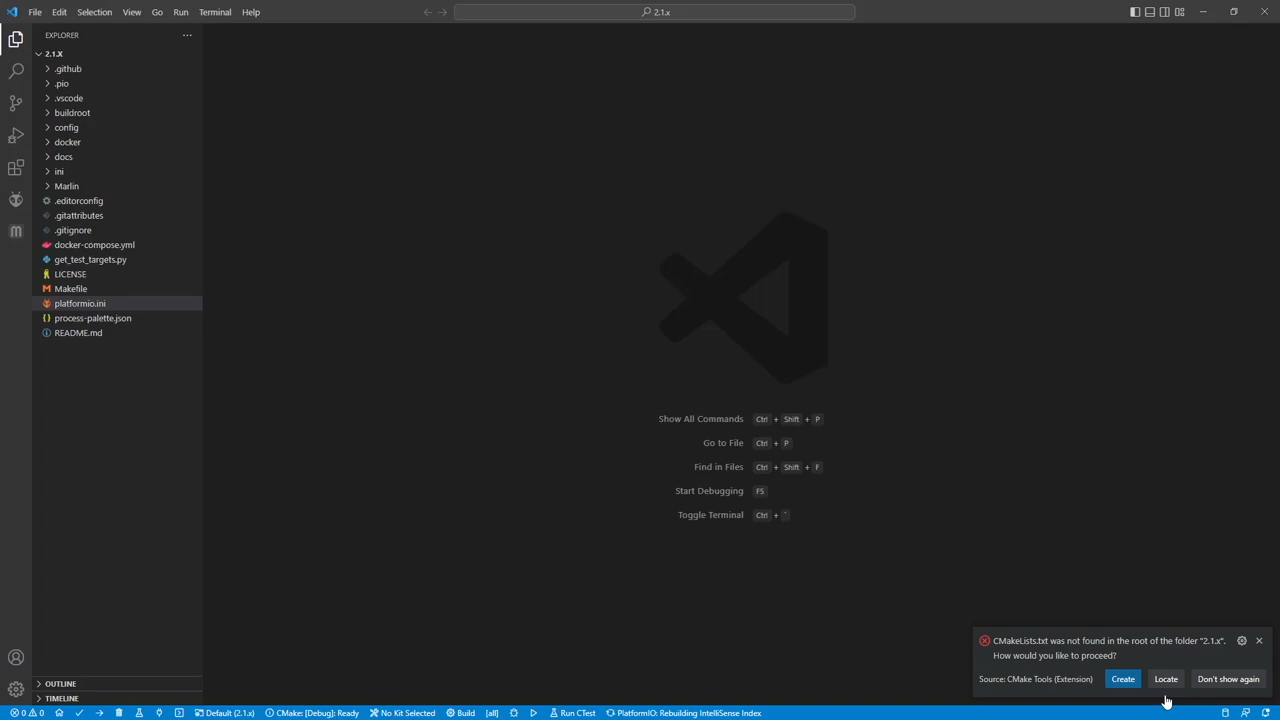 File Edit Selection View Go Run Terminal Help
2.1.x
EXPLORER
2.1.X
.github
.pio
.vscode
buildroot
config
docker
docs
ini
Marlin
.editorconfig
.gitattributes
.gitignore
docker-compose.yml
get_test_targets.py
LICENSE
Makefile
platformio.ini
process-palette.json
README.md
Show All Commands Ctrl + Shift + P
Go to File Ctrl + P
Find in Files Ctrl + Shift + F
Start Debugging F5
Toggle Terminal Ctrl + `
CMakeLists.txt was not found in the root of the folder "2.1.x".
How would you like to proceed?
Source: CMake Tools (Extension) Create Locate Don't show again
OUTLINE
TIMELINE
0 0 Default (2.1.x) CMake: [Debug]: Ready No Kit Selected Build [all] Run CTest PlatformIO: Rebuilding IntelliSense Index